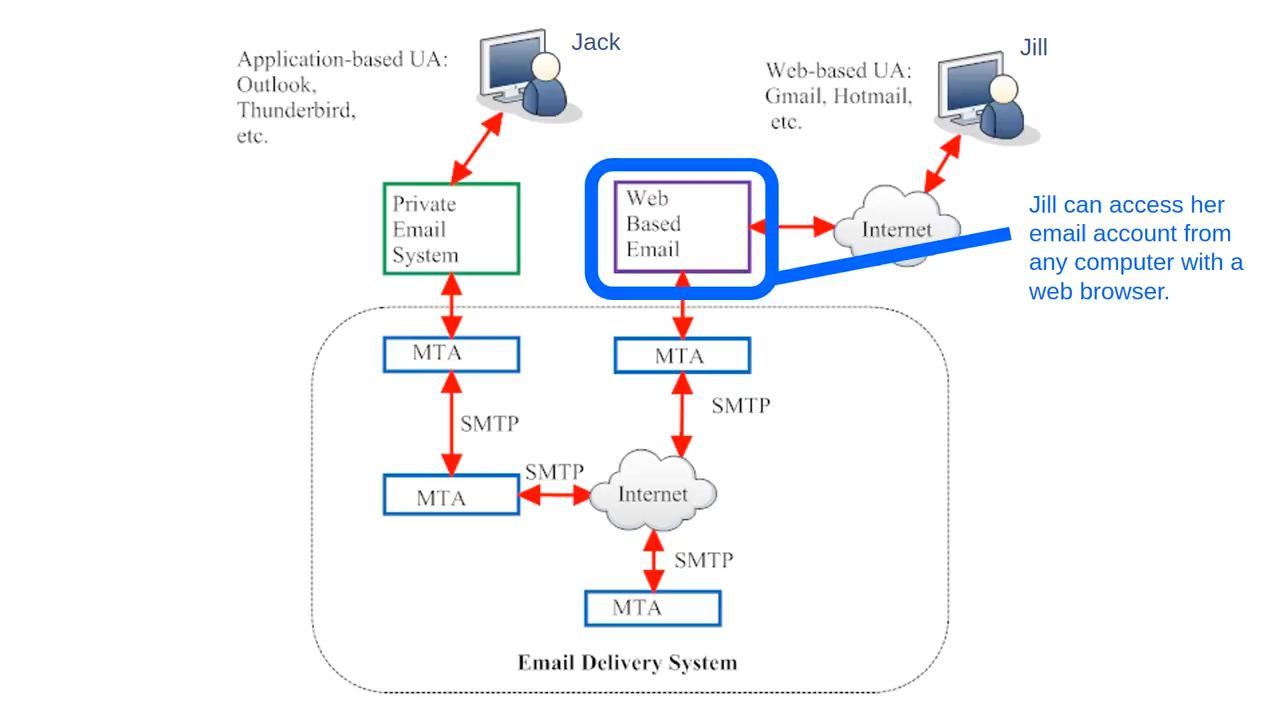 Jack
Application-based UA:
Outlook,
Thunderbird,
etc.
Jill
Web-based UA:
Gmail, Hotmail,
etc.
Private
Email
System
Web
Based
Email
Internet
Jill can access her
email account from
any computer with a
web browser.
MTA
MTA
SMTP
SMTP
MTA
SMTP
Internet
SMTP
MTA
Email Delivery System